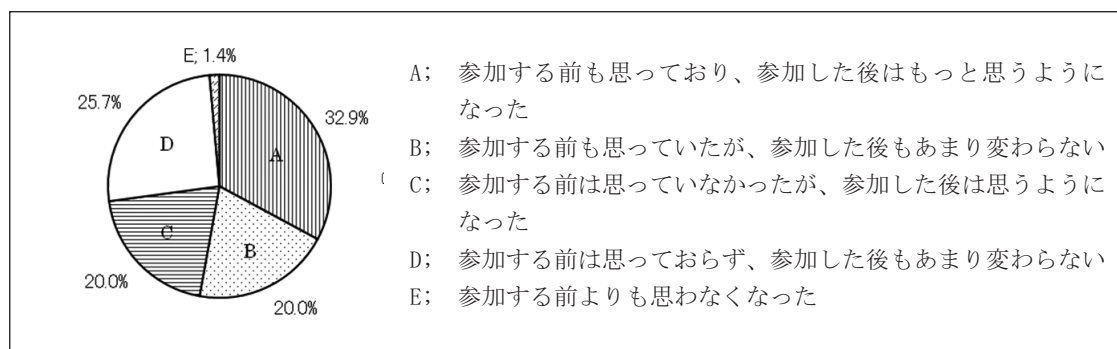 E; 1.4%
25.7%
32.9%
D
A
C
B
20.0%
20.0%
A; 参加する前も思っており、参加した後はもっと思うように
なった
B; 参加する前も思っていたが、参加した後もあまり変わらない
C; 参加する前は思っていなかったが、参加した後は思うように
なった
D; 参加する前は思っておらず、参加した後もあまり変わらない
E; 参加する前よりも思わなくなった